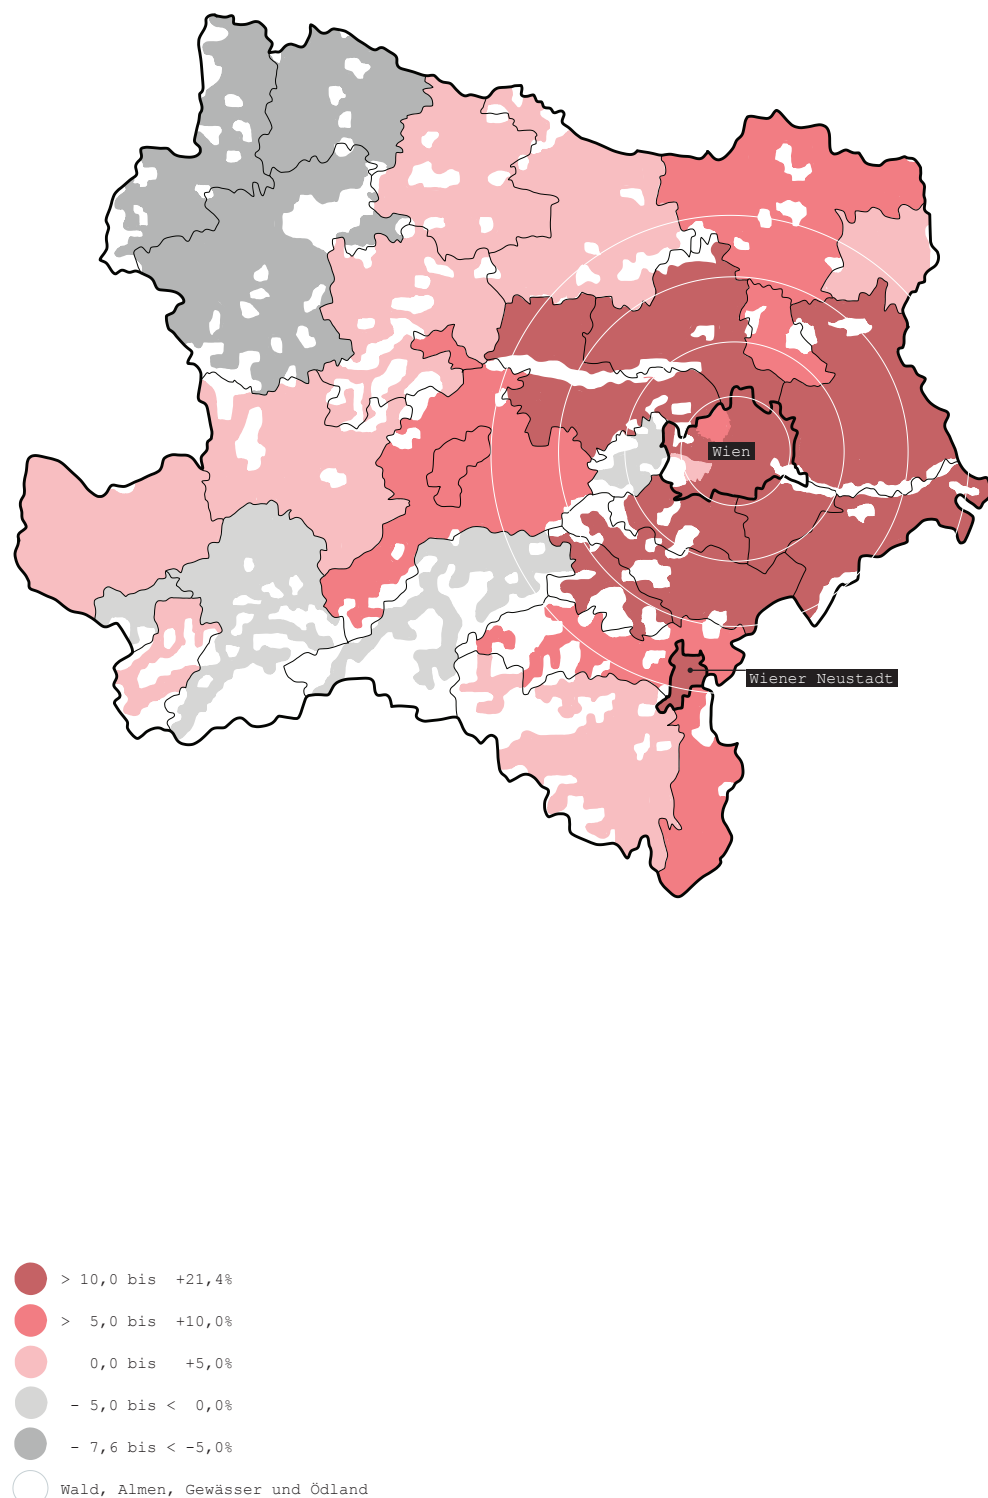 Wien
Wiener Neustadt
> 10,0 bis +21,4%
> 5,0 bis +10,0%
0,0 bis +5,0%
- 5,0 bis < 0,0%
- 7,6 bis < -5,0%
Wald, Almen, Gewässer und Ödland